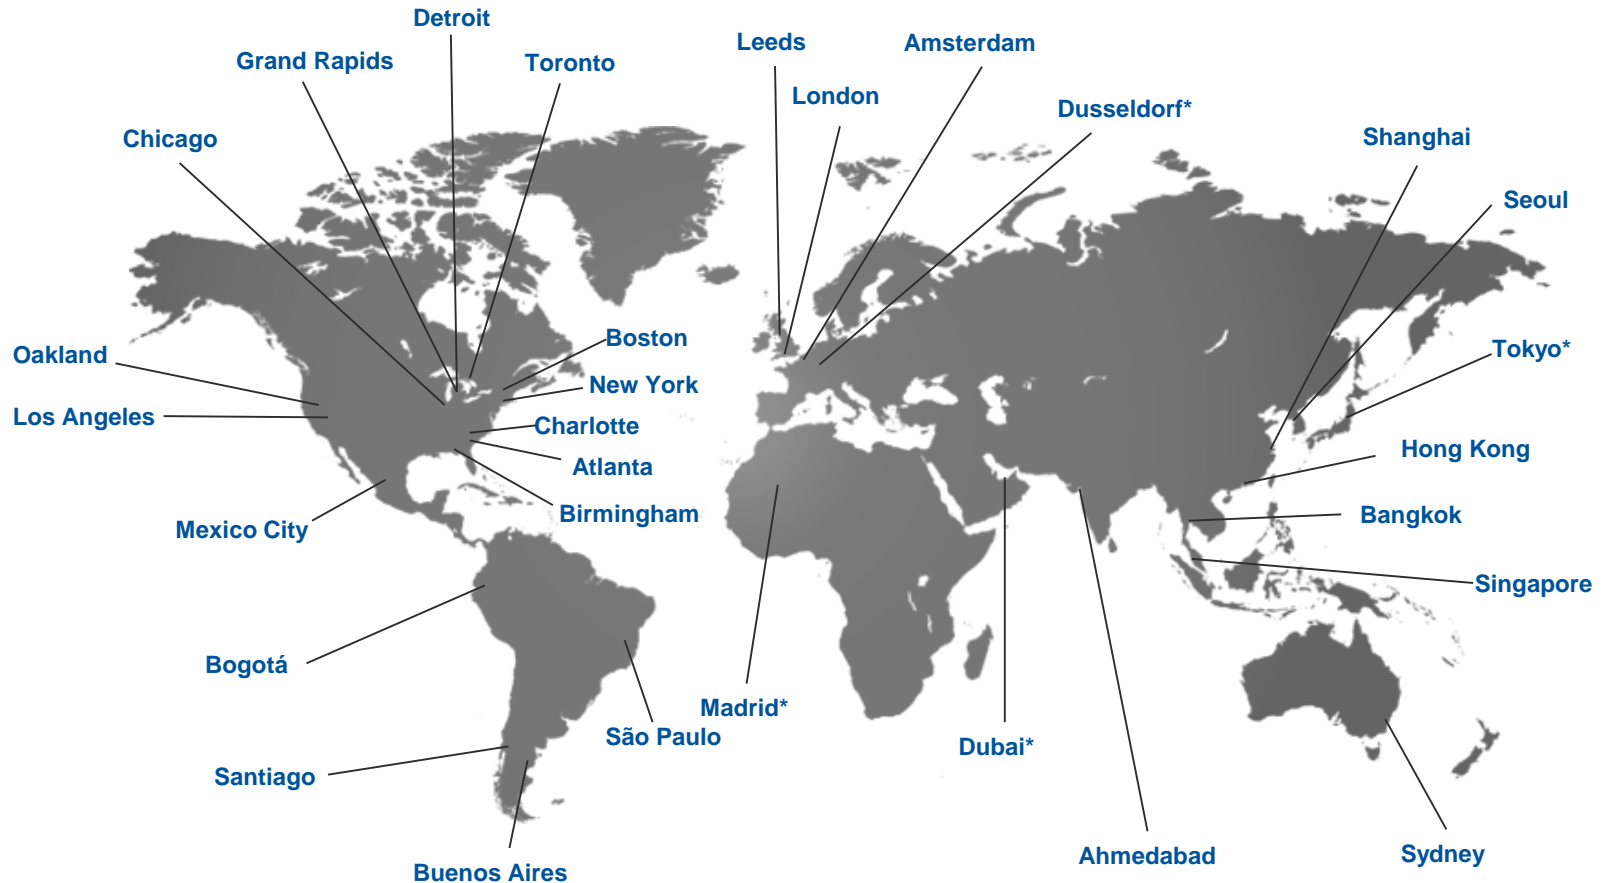 Detroit
Grand Rapids
Toronto
Leeds
Amsterdam
London
Dusseldorf*
Chicago
Shanghai
Seoul
Boston
Oakland
Tokyo*
New York
Los Angeles
Charlotte
Hong Kong
Atlanta
Mexico City
Birmingham
Bangkok
Singapore
Bogotá
Madrid*
São Paulo
Dubai*
Santiago
Ahmedabad
Sydney
Buenos Aires